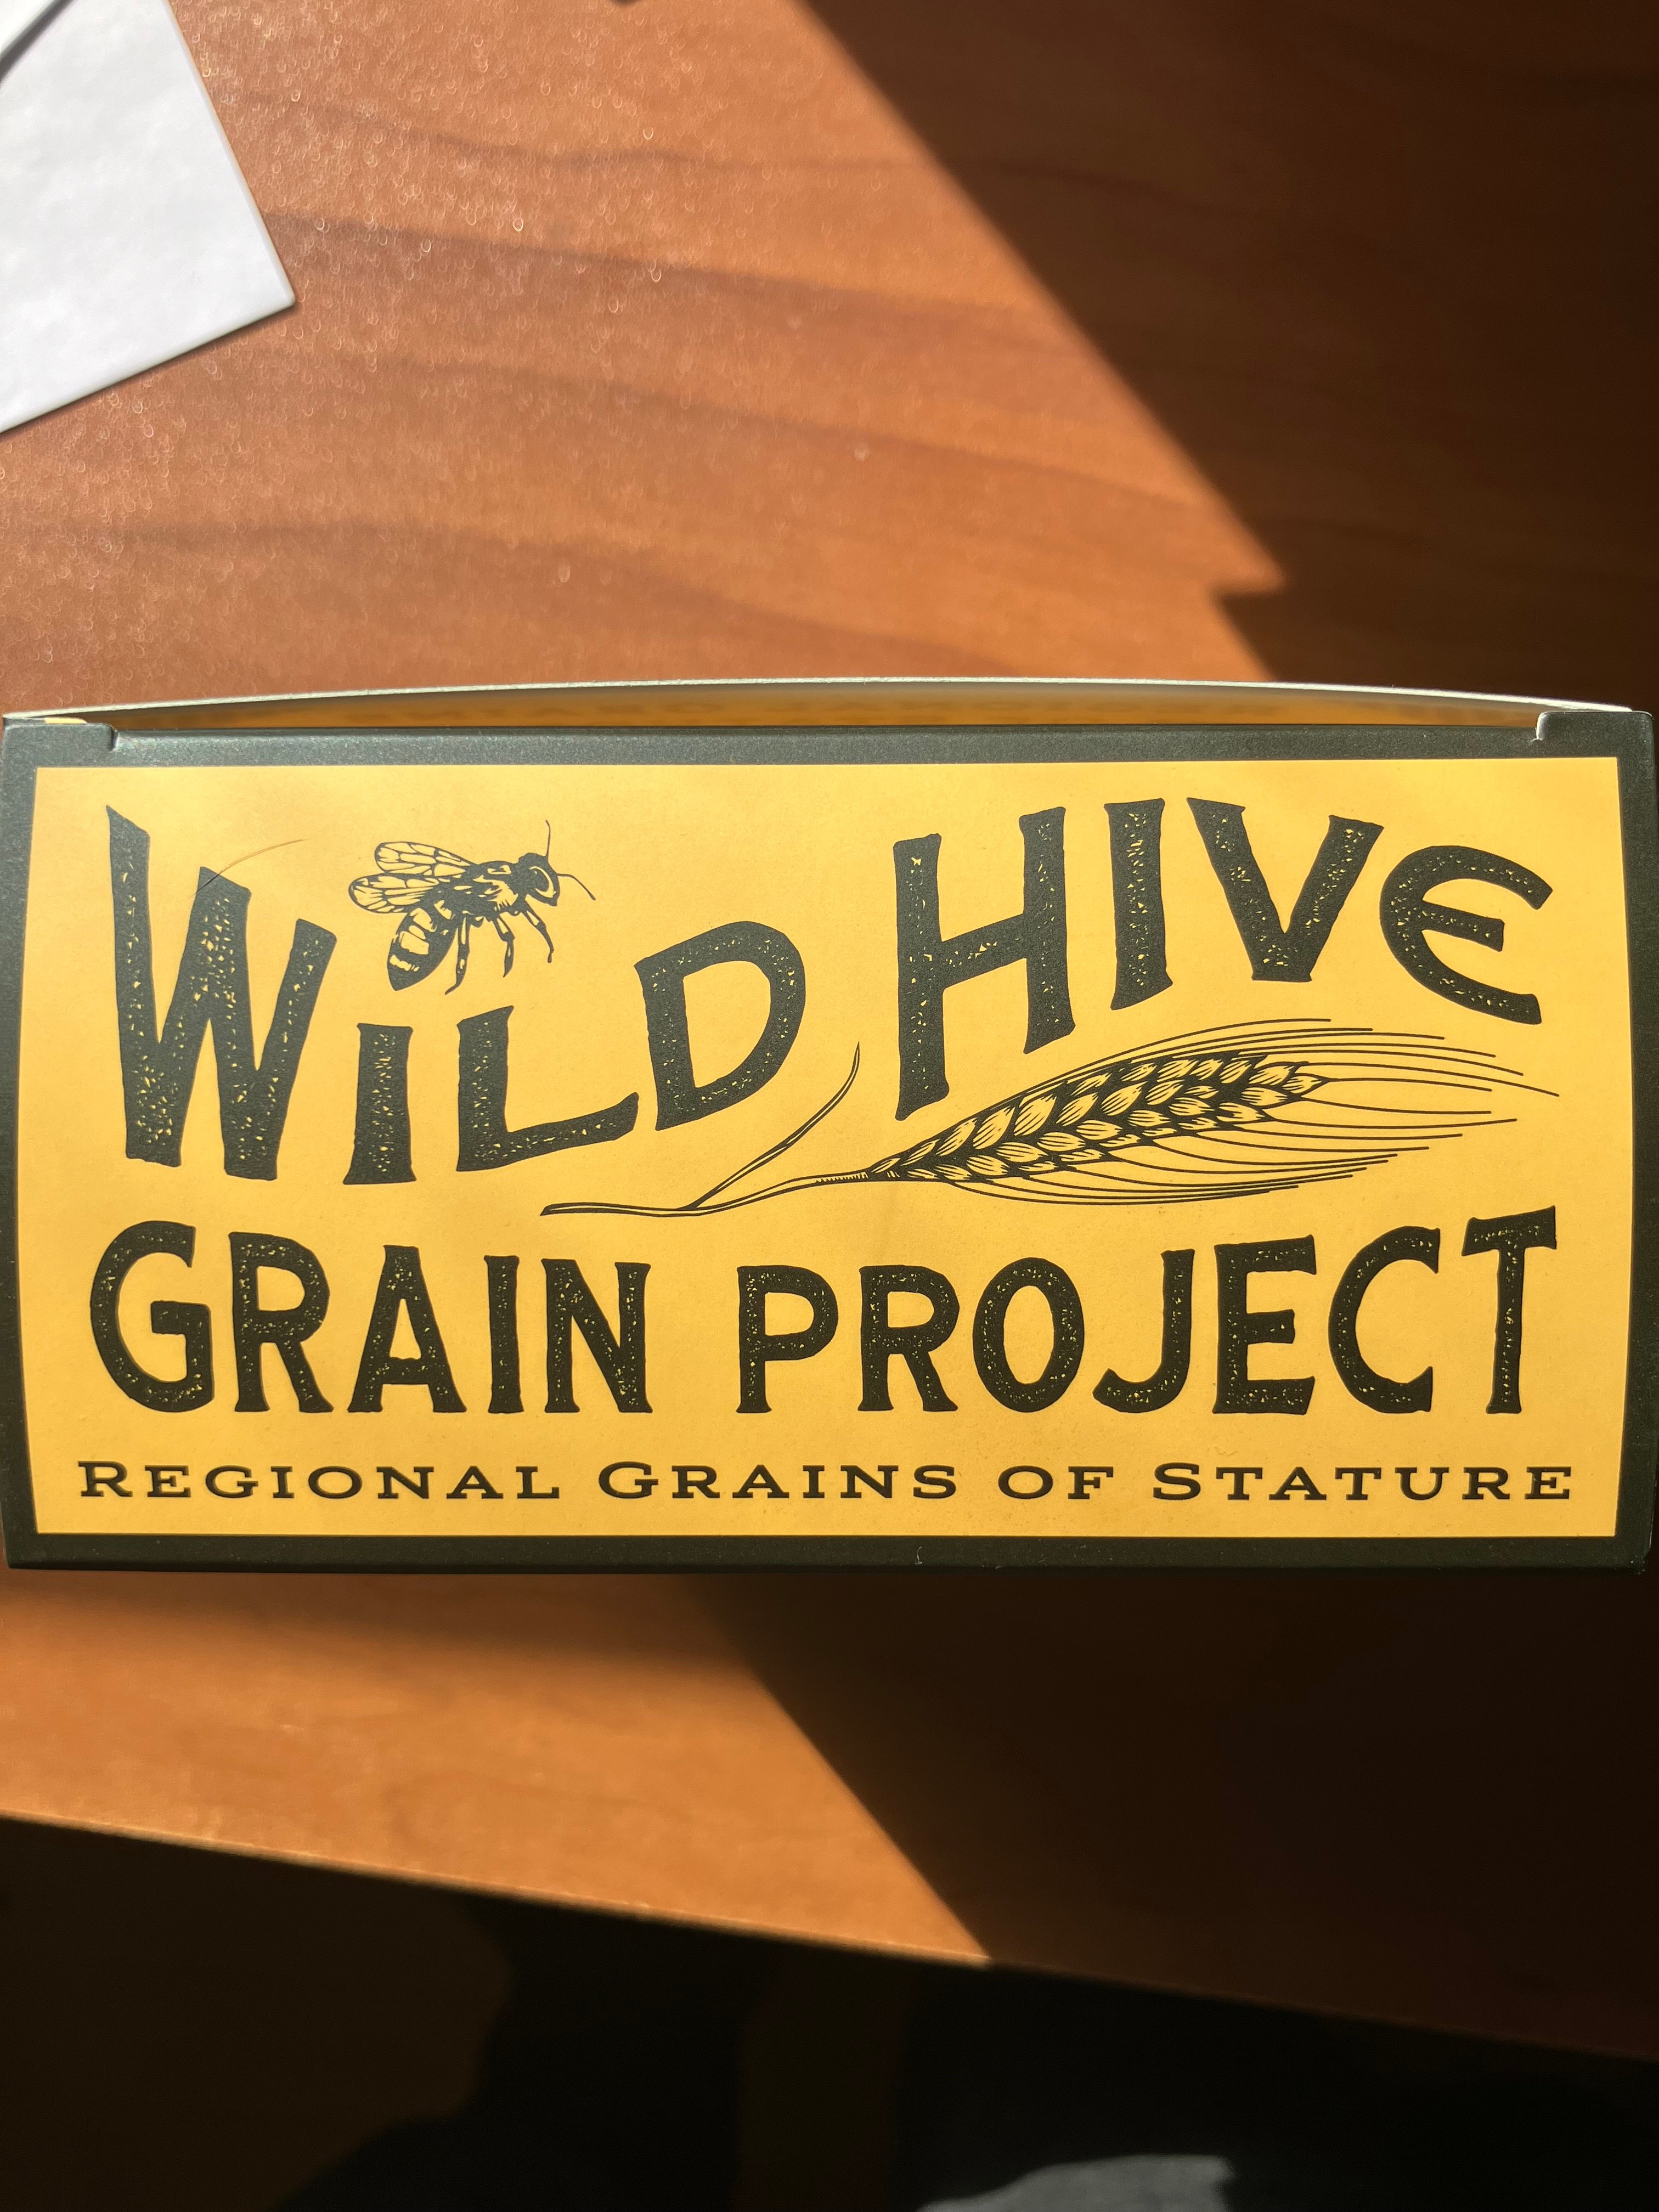 WILD HIVE
GRAIN PROJECT
REGIONAL GRAINS OF STATURE